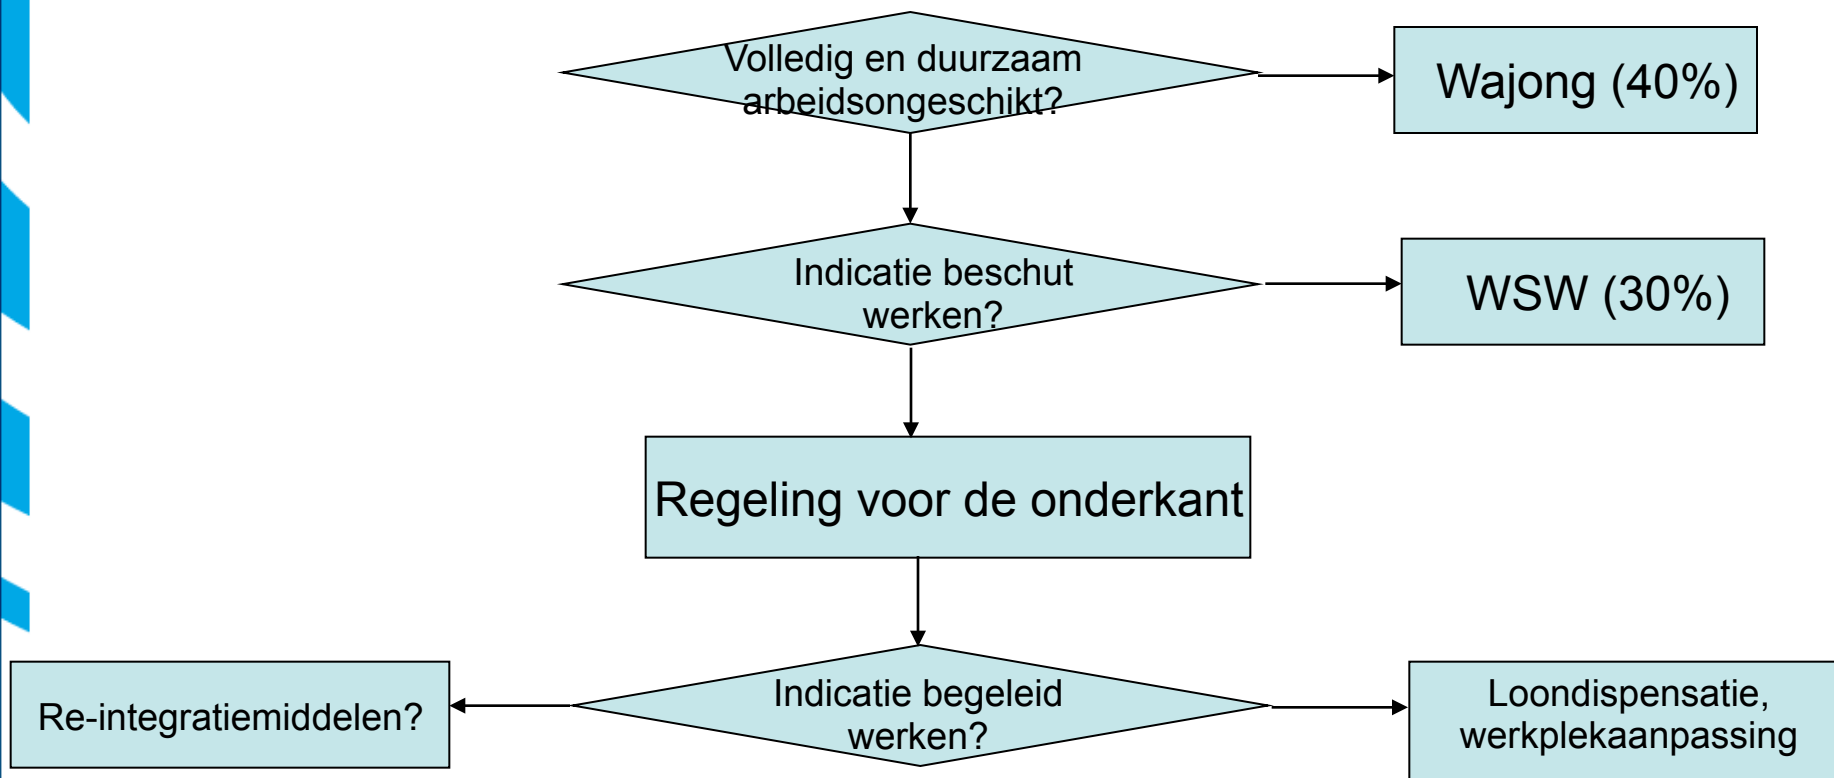 Volledig en duurzaam
arbeidsongeschikt?
Wajong (40%)
Indicatie beschut
werken?
WSW (30%)
Regeling voor de onderkant
Re-integratiemiddelen?
Indicatie begeleid
werken?
Loondispensatie,
werkplekaanpassing